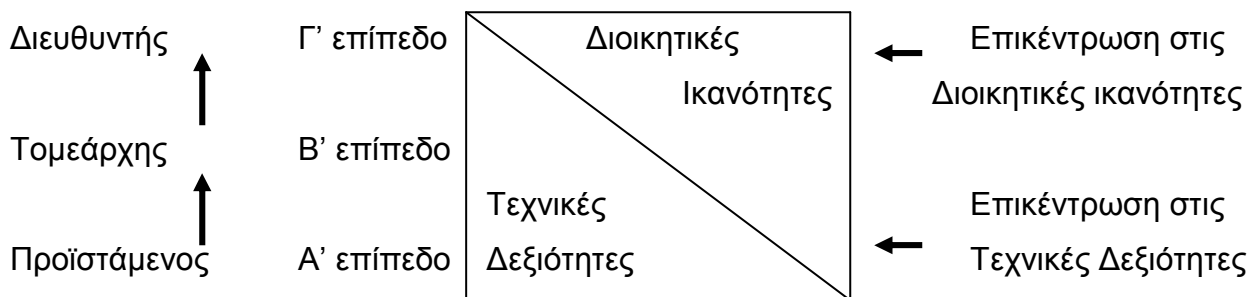 Διευθυντής Γ’ επίπεδο Διοικητικές Επικέντρωση στις
Ικανότητες Διοικητικές ικανότητες
Τομεάρχης Β’ επίπεδο
Τεχνικές Επικέντρωση στις
Προϊστάμενος Α’ επίπεδο Δεξιότητες Τεχνικές Δεξιότητες